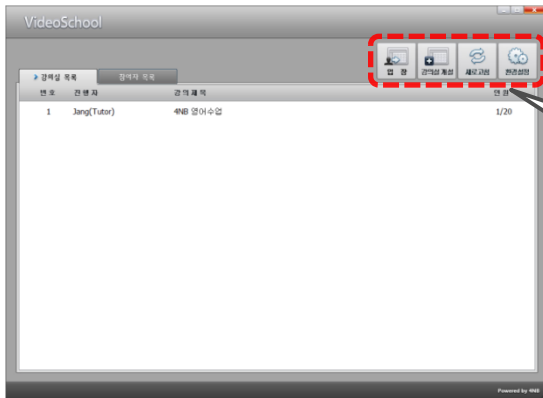 VideoSchool
입 장 강의실 개설 새로고침 환경설정
강의실 목록 참여자 목록
번 호 진 행 자 강 의 제 목 인 원
1 Jang(Tutor) 4NB 영어수업 1/20
Powered by 4NB